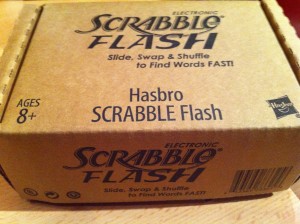 ELECTRONIC
SCRABBLE
FLASH
Slide, Swap & Shuffle
to Find Words FAST!
AGES
8+
Hasbro
SCRABBLE Flash
Hasbro
ELECTRONIC
SCRABBLE
FLASH
Slide, Swap & Shuffle
to Find Words FAST!